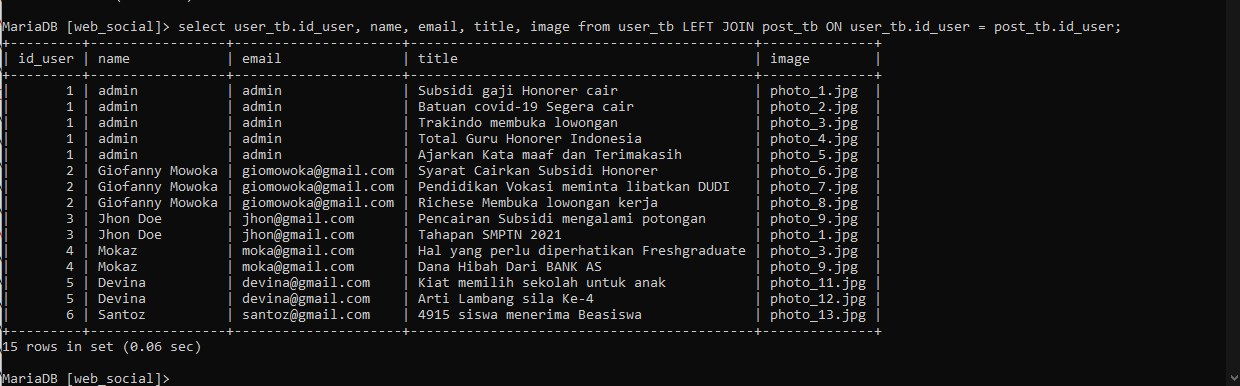 MariaDB [web_social]> select user_tb.id_user, name, email, title, image from user_tb LEFT JOIN post_tb ON user_tb.id_user = post_tb.id_user;
+---------+-----------------+---------------------+------------------------------------------+--------------+
| id_user | name            | email               | title                                    | image        |
+---------+-----------------+---------------------+------------------------------------------+--------------+
|       1 | admin           | admin               | Subsidi gaji Honorer cair                | photo_1.jpg  |
|       1 | admin           | admin               | Batuan covid-19 Segera cair              | photo_2.jpg  |
|       1 | admin           | admin               | Trakindo membuka lowongan                | photo_3.jpg  |
|       1 | admin           | admin               | Total Guru Honorer Indonesia             | photo_4.jpg  |
|       1 | admin           | admin               | Ajarkan Kata maaf dan Terimakasih        | photo_5.jpg  |
|       2 | Giofanny Mowoka | giomowoka@gmail.com | Syarat Cairkan Subsidi Honorer           | photo_6.jpg  |
|       2 | Giofanny Mowoka | giomowoka@gmail.com | Pendidikan Vokasi meminta libatkan DUDI  | photo_7.jpg  |
|       2 | Giofanny Mowoka | giomowoka@gmail.com | Richese Membuka lowongan kerja           | photo_8.jpg  |
|       3 | Jhon Doe        | jhon@gmail.com      | Pencairan Subsidi mengalami potongan     | photo_9.jpg  |
|       3 | Jhon Doe        | jhon@gmail.com      | Tahapan SMPTN 2021                       | photo_1.jpg  |
|       4 | Mokaz           | moka@gmail.com      | Hal yang perlu diperhatikan Freshgraduate | photo_3.jpg  |
|       4 | Mokaz           | moka@gmail.com      | Dana Hibah Dari BANK AS                  | photo_9.jpg  |
|       5 | Devina          | devina@gmail.com    | Kiat memilih sekolah untuk anak          | photo_11.jpg |
|       5 | Devina          | devina@gmail.com    | Arti Lambang sila Ke-4                   | photo_12.jpg |
|       6 | Santoz          | santoz@gmail.com    | 4915 siswa menerima Beasiswa             | photo_13.jpg |
+---------+-----------------+---------------------+------------------------------------------+--------------+
15 rows in set (0.06 sec)
MariaDB [web_social]>